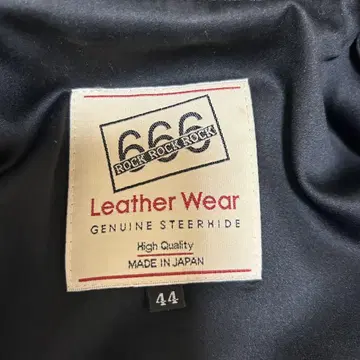 666
ROCK ROCK ROCK
Leather Wear
GENUINE STEERHIDE
High Quality
MADE IN JAPAN
44